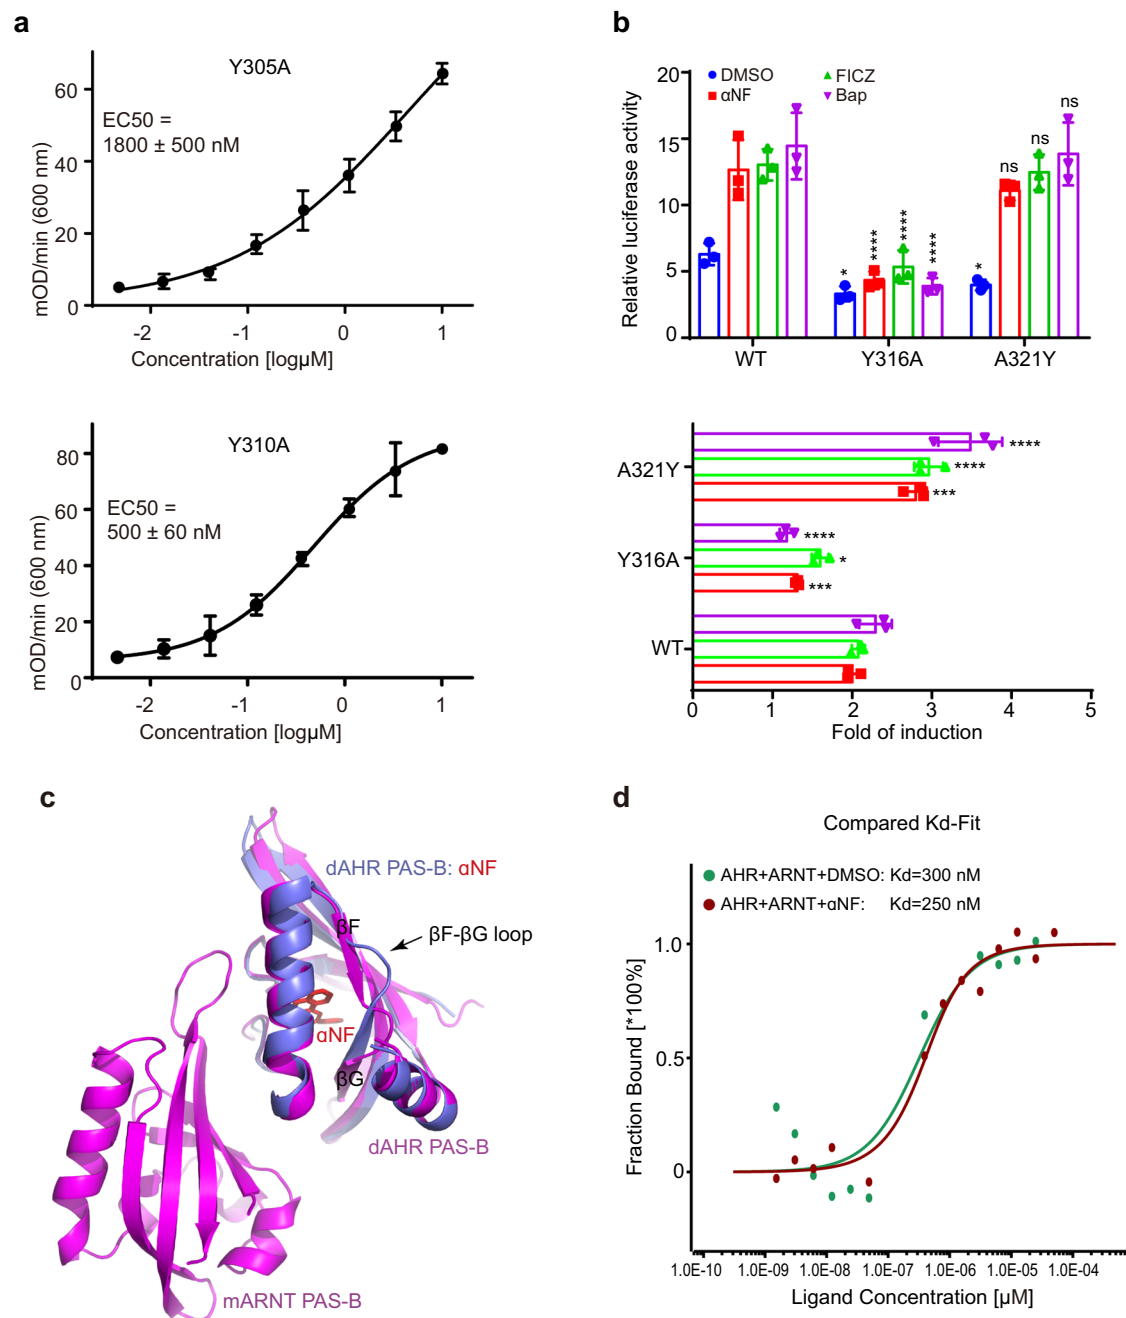 a
Y305A
EC50 =
1800 ± 500 nM
60
40
20
0
mOD/min (600 nm)
-2 -1 0 1
Concentration [logµM]
Y310A
EC50 =
500 ± 60 nM
80
60
40
20
0
mOD/min (600 nm)
-2 -1 0 1
Concentration [logµM]
b
DMSO FICZ
αNF Bap
20
15
10
5
0
Relative luciferase activity
* **** **** ****
* ns ns ns
WT Y316A A321Y
A321Y
****
****
***
Y316A
****
*
***
WT
0 1 2 3 4 5
Fold of induction
c
dAHR PAS-B: αNF
βF
βF-βG loop
αNF
βG
dAHR PAS-B
mARNT PAS-B
d
Compared Kd-Fit
AHR+ARNT+DMSO: Kd=300 nM
AHR+ARNT+αNF: Kd=250 nM
1.0
0.5
0
Fraction Bound [*100%]
1.0E-10 1.0E-09 1.0E-08 1.0E-07 1.0E-06 1.0E-05 1.0E-04
Ligand Concentration [µM]